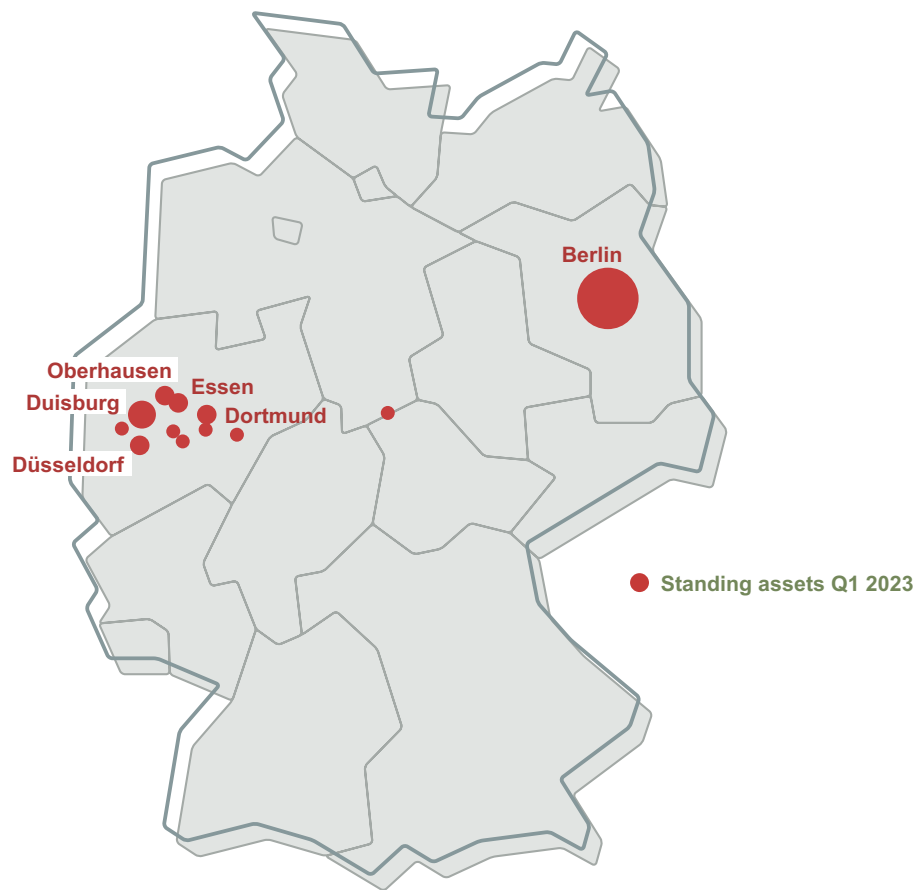 Berlin
Oberhausen
Essen
Duisburg
Dortmund
Düsseldorf
Standing assets Q1 2023